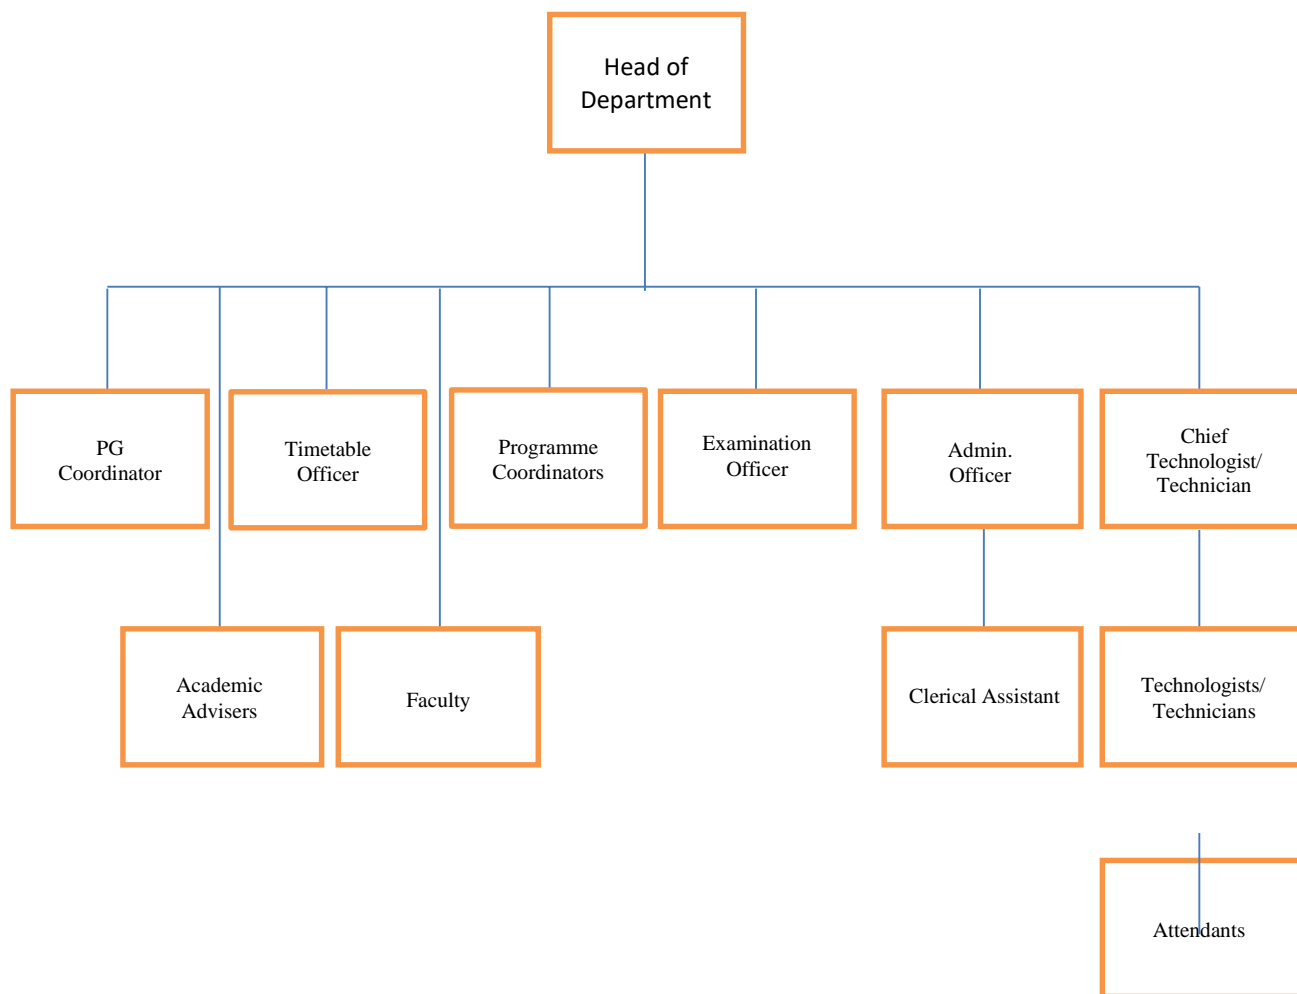 Head of
Department
PG
Coordinator
Timetable
Officer
Programme
Coordinators
Examination
Officer
Admin.
Officer
Chief
Technologist/
Technician
Academic
Advisers
Faculty
Clerical Assistant
Technologists/
Technicians
Attendants